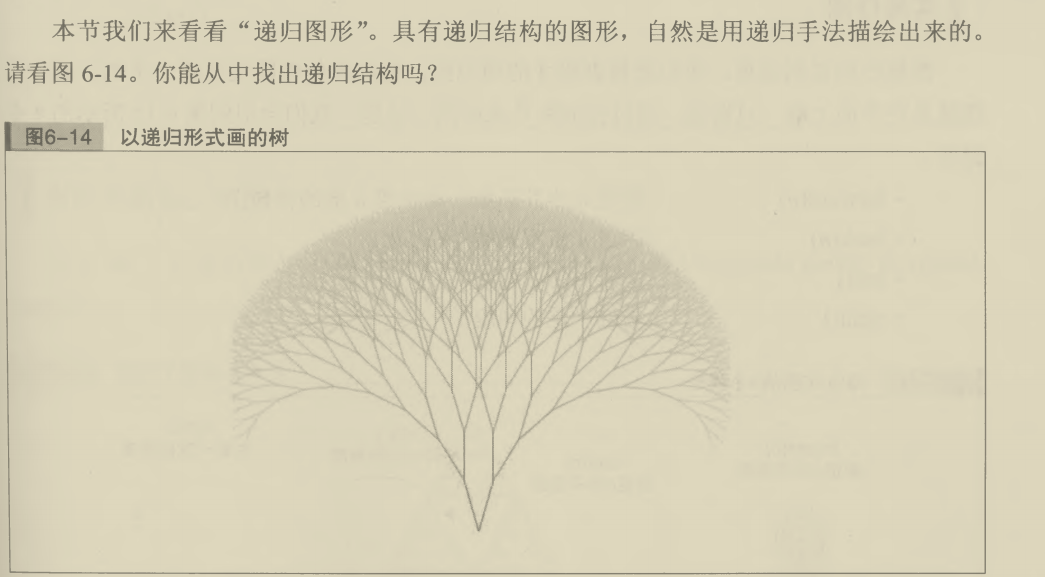 本节我们来看看“递归图形”。具有递归结构的图形，自然是用递归手法描绘出来的。
请看图 6-14。你能从中找出递归结构吗？
图6-14 以递归形式画的树